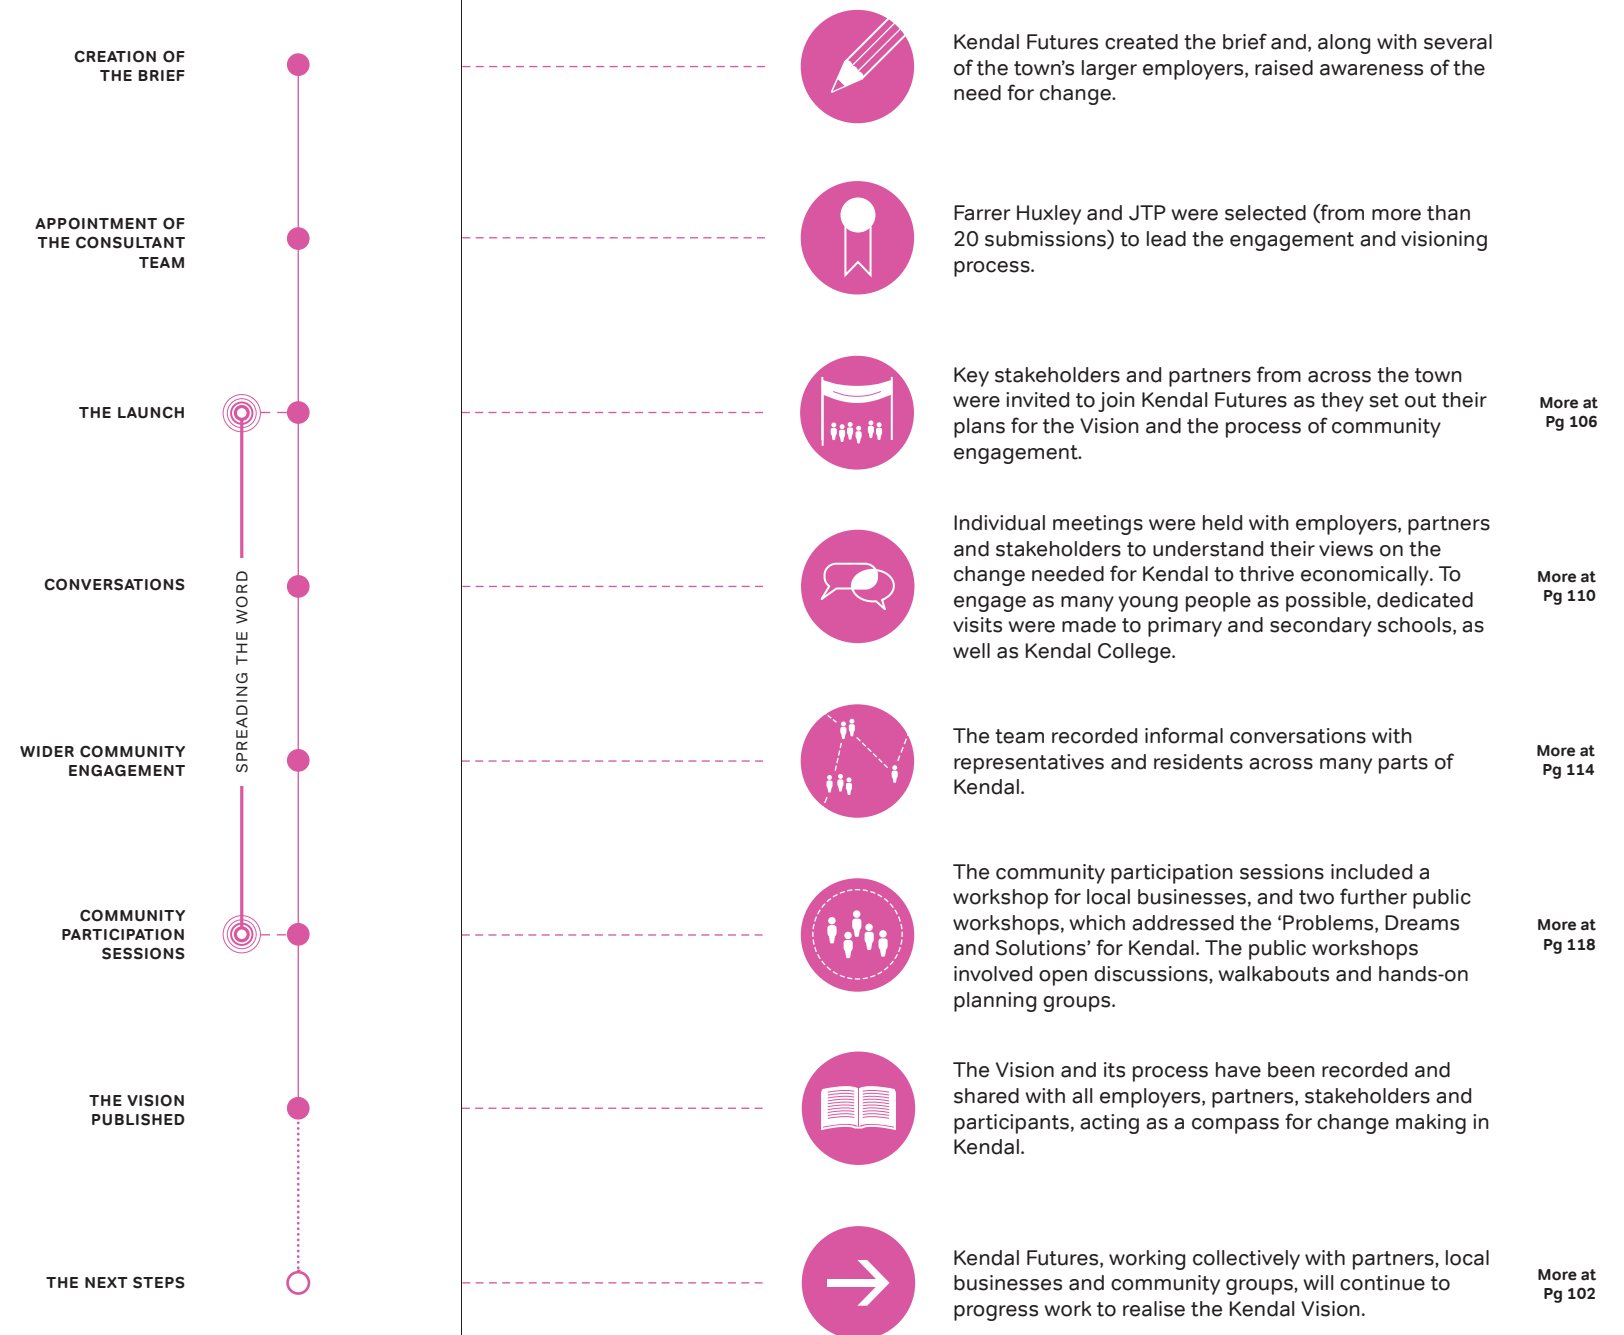 CREATION OF
THE BRIEF
Kendal Futures created the brief and, along with several
of the town’s larger employers, raised awareness of the
need for change.
APPOINTMENT OF
THE CONSULTANT
TEAM
Farrer Huxley and JTP were selected (from more than
20 submissions) to lead the engagement and visioning
process.
THE LAUNCH
Key stakeholders and partners from across the town
were invited to join Kendal Futures as they set out their
plans for the Vision and the process of community
engagement.
More at
Pg 106
SPREADING THE WORD
CONVERSATIONS
Individual meetings were held with employers, partners
and stakeholders to understand their views on the
change needed for Kendal to thrive economically. To
engage as many young people as possible, dedicated
visits were made to primary and secondary schools, as
well as Kendal College.
More at
Pg 110
WIDER COMMUNITY
ENGAGEMENT
The team recorded informal conversations with
representatives and residents across many parts of
Kendal.
More at
Pg 114
COMMUNITY
PARTICIPATION
SESSIONS
The community participation sessions included a
workshop for local businesses, and two further public
workshops, which addressed the ‘Problems, Dreams
and Solutions’ for Kendal. The public workshops
involved open discussions, walkabouts and hands-on
planning groups.
More at
Pg 118
THE VISION
PUBLISHED
The Vision and its process have been recorded and
shared with all employers, partners, stakeholders and
participants, acting as a compass for change making in
Kendal.
THE NEXT STEPS
Kendal Futures, working collectively with partners, local
businesses and community groups, will continue to
progress work to realise the Kendal Vision.
More at
Pg 102